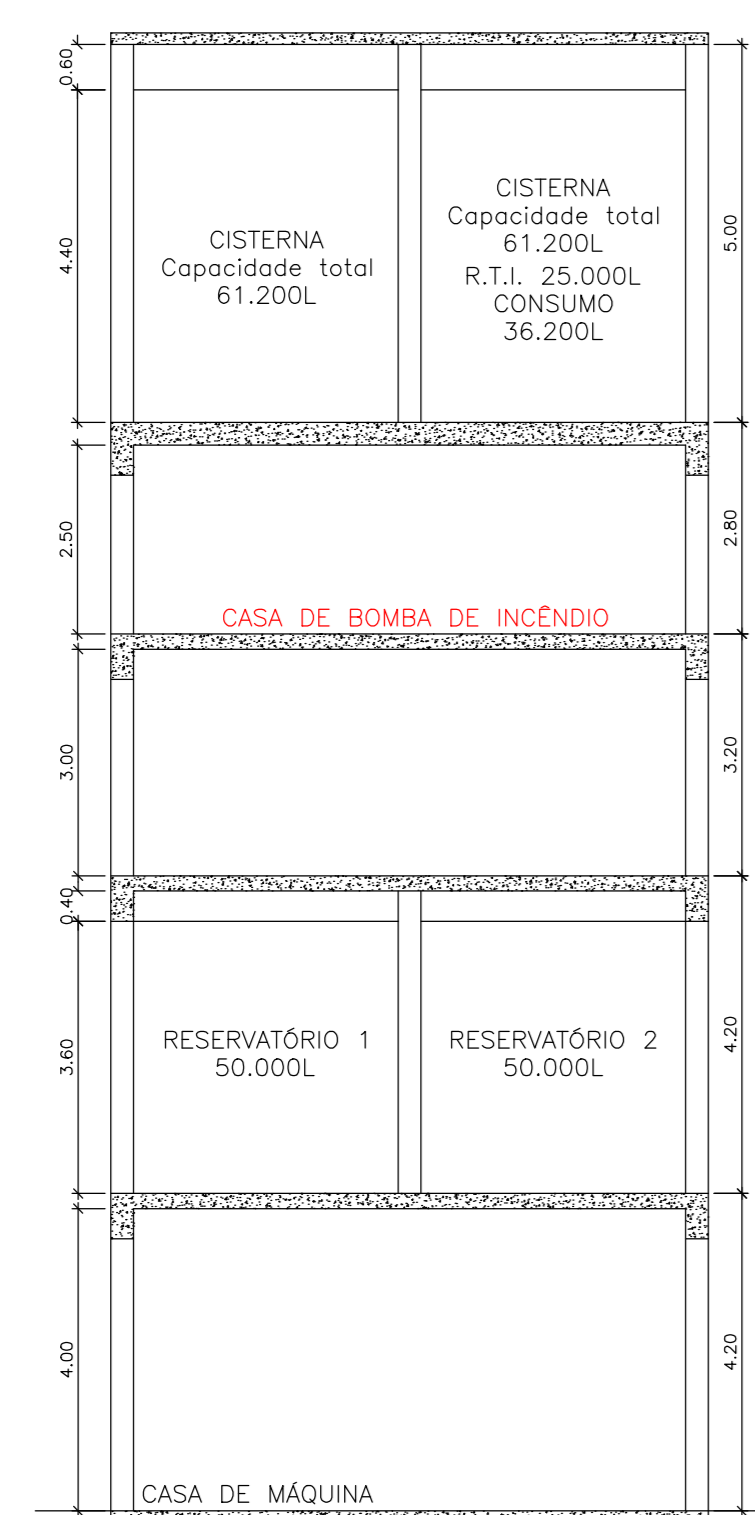 0.60
4.40
CISTERNA
Capacidade total
61.200L
CISTERNA
Capacidade total
61.200L
R.T.I. 25.000L
CONSUMO
36.200L
5.00
2.50
CASA DE BOMBA DE INCÊNDIO
2.80
3.00
3.20
0.40
3.60
RESERVATÓRIO 1
50.000L
RESERVATÓRIO 2
50.000L
4.20
4.00
CASA DE MÁQUINA
4.20